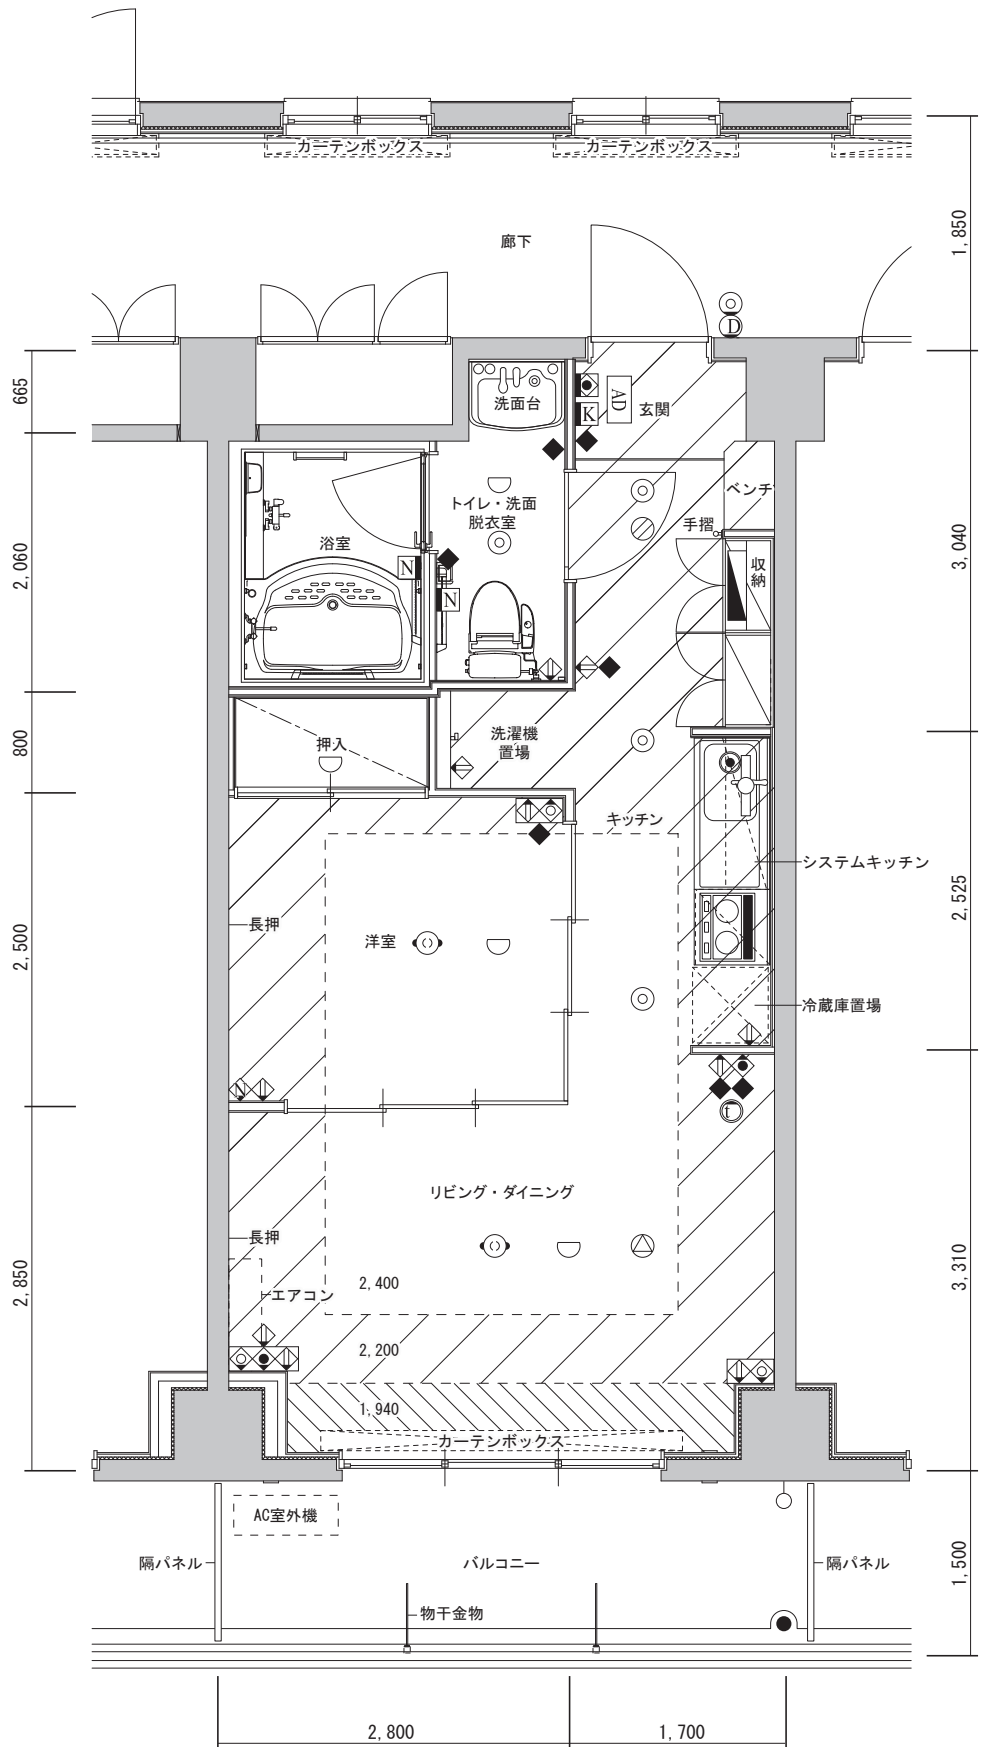 カーテンボックス
カーテンボックス
1,850
廊下
D
665
洗面台
AD
K
玄関
トイレ・洗面
脱衣室
ベンチ
手摺
浴室
収納
N
N
2,060
3,040
800
押入
洗濯機
置場
キッチン
システムキッチン
長押
洋室
2,500
2,525
冷蔵庫置場
N
t
リビング・ダイニング
長押
エアコン
2,400
2,850
3,310
2,200
1,940
カーテンボックス
AC室外機
隔パネル
バルコニー
隔パネル
1,500
物干金物
2,800
1,700